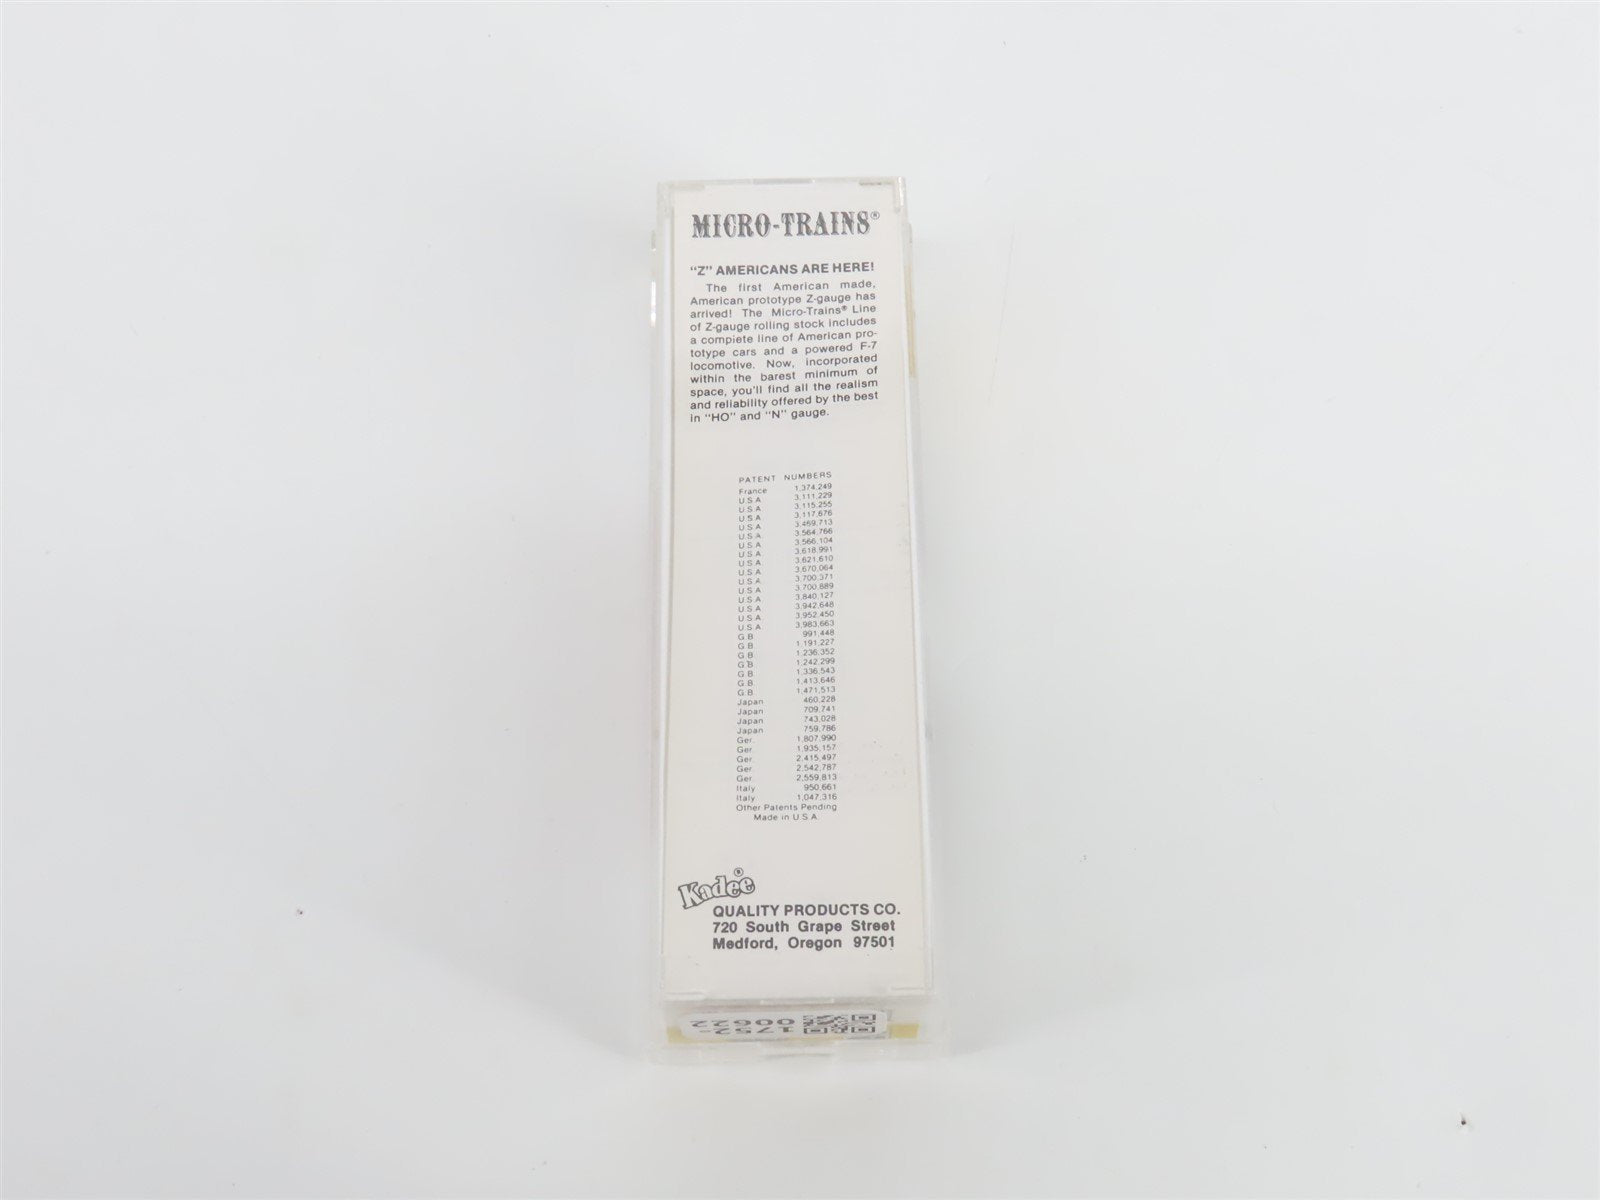 MICRO-TRAINS®
"Z" AMERICANS ARE HERE!
The first American made,
American prototype Z-gauge has
arrived! The Micro-Trains® Line
of Z-gauge rolling stock includes
a complete line of American pro-
totype cars and a powered F-7
locomotive. Now, incorporated
within the barest minimum of
space, you'll find all the realism
and reliability offered by the best
in "HO" and "N" gauge.
PATENT NUMBERS
France 1,374,249
U.S.A. 3,111,229
U.S.A. 3,115,255
U.S.A. 3,117,676
U.S.A. 3,469,713
U.S.A. 3,564,766
U.S.A. 3,566,104
U.S.A. 3,618,991
U.S.A. 3,621,610
U.S.A. 3,670,064
U.S.A. 3,700,371
U.S.A. 3,700,889
U.S.A. 3,840,127
U.S.A. 3,942,648
U.S.A. 3,952,450
U.S.A. 3,983,663
G.B. 991,448
G.B. 1,191,227
G.B. 1,236,352
G.B. 1,242,299
G.B. 1,336,543
G.B. 1,413,646
G.B. 1,471,513
Japan 460,228
Japan 709,741
Japan 743,028
Japan 759,786
Ger. 1,807,990
Ger. 1,935,157
Ger. 2,415,497
Ger. 2,542,787
Ger. 2,559,813
Italy 950,661
Italy 1,047,316
Other Patents Pending
Made in U.S.A.
Kadee®
QUALITY PRODUCTS CO.
720 South Grape Street
Medford, Oregon 97501
1752-
00622